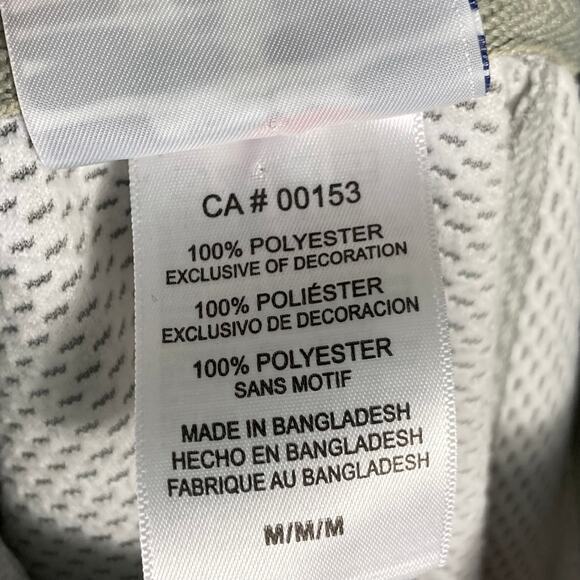 CA # 00153
100% POLYESTER
EXCLUSIVE OF DECORATION
100% POLIÉSTER
EXCLUSIVO DE DECORACION
100% POLYESTER
SANS MOTIF
MADE IN BANGLADESH
HECHO EN BANGLADESH
FABRIQUE AU BANGLADESH
M/M/M